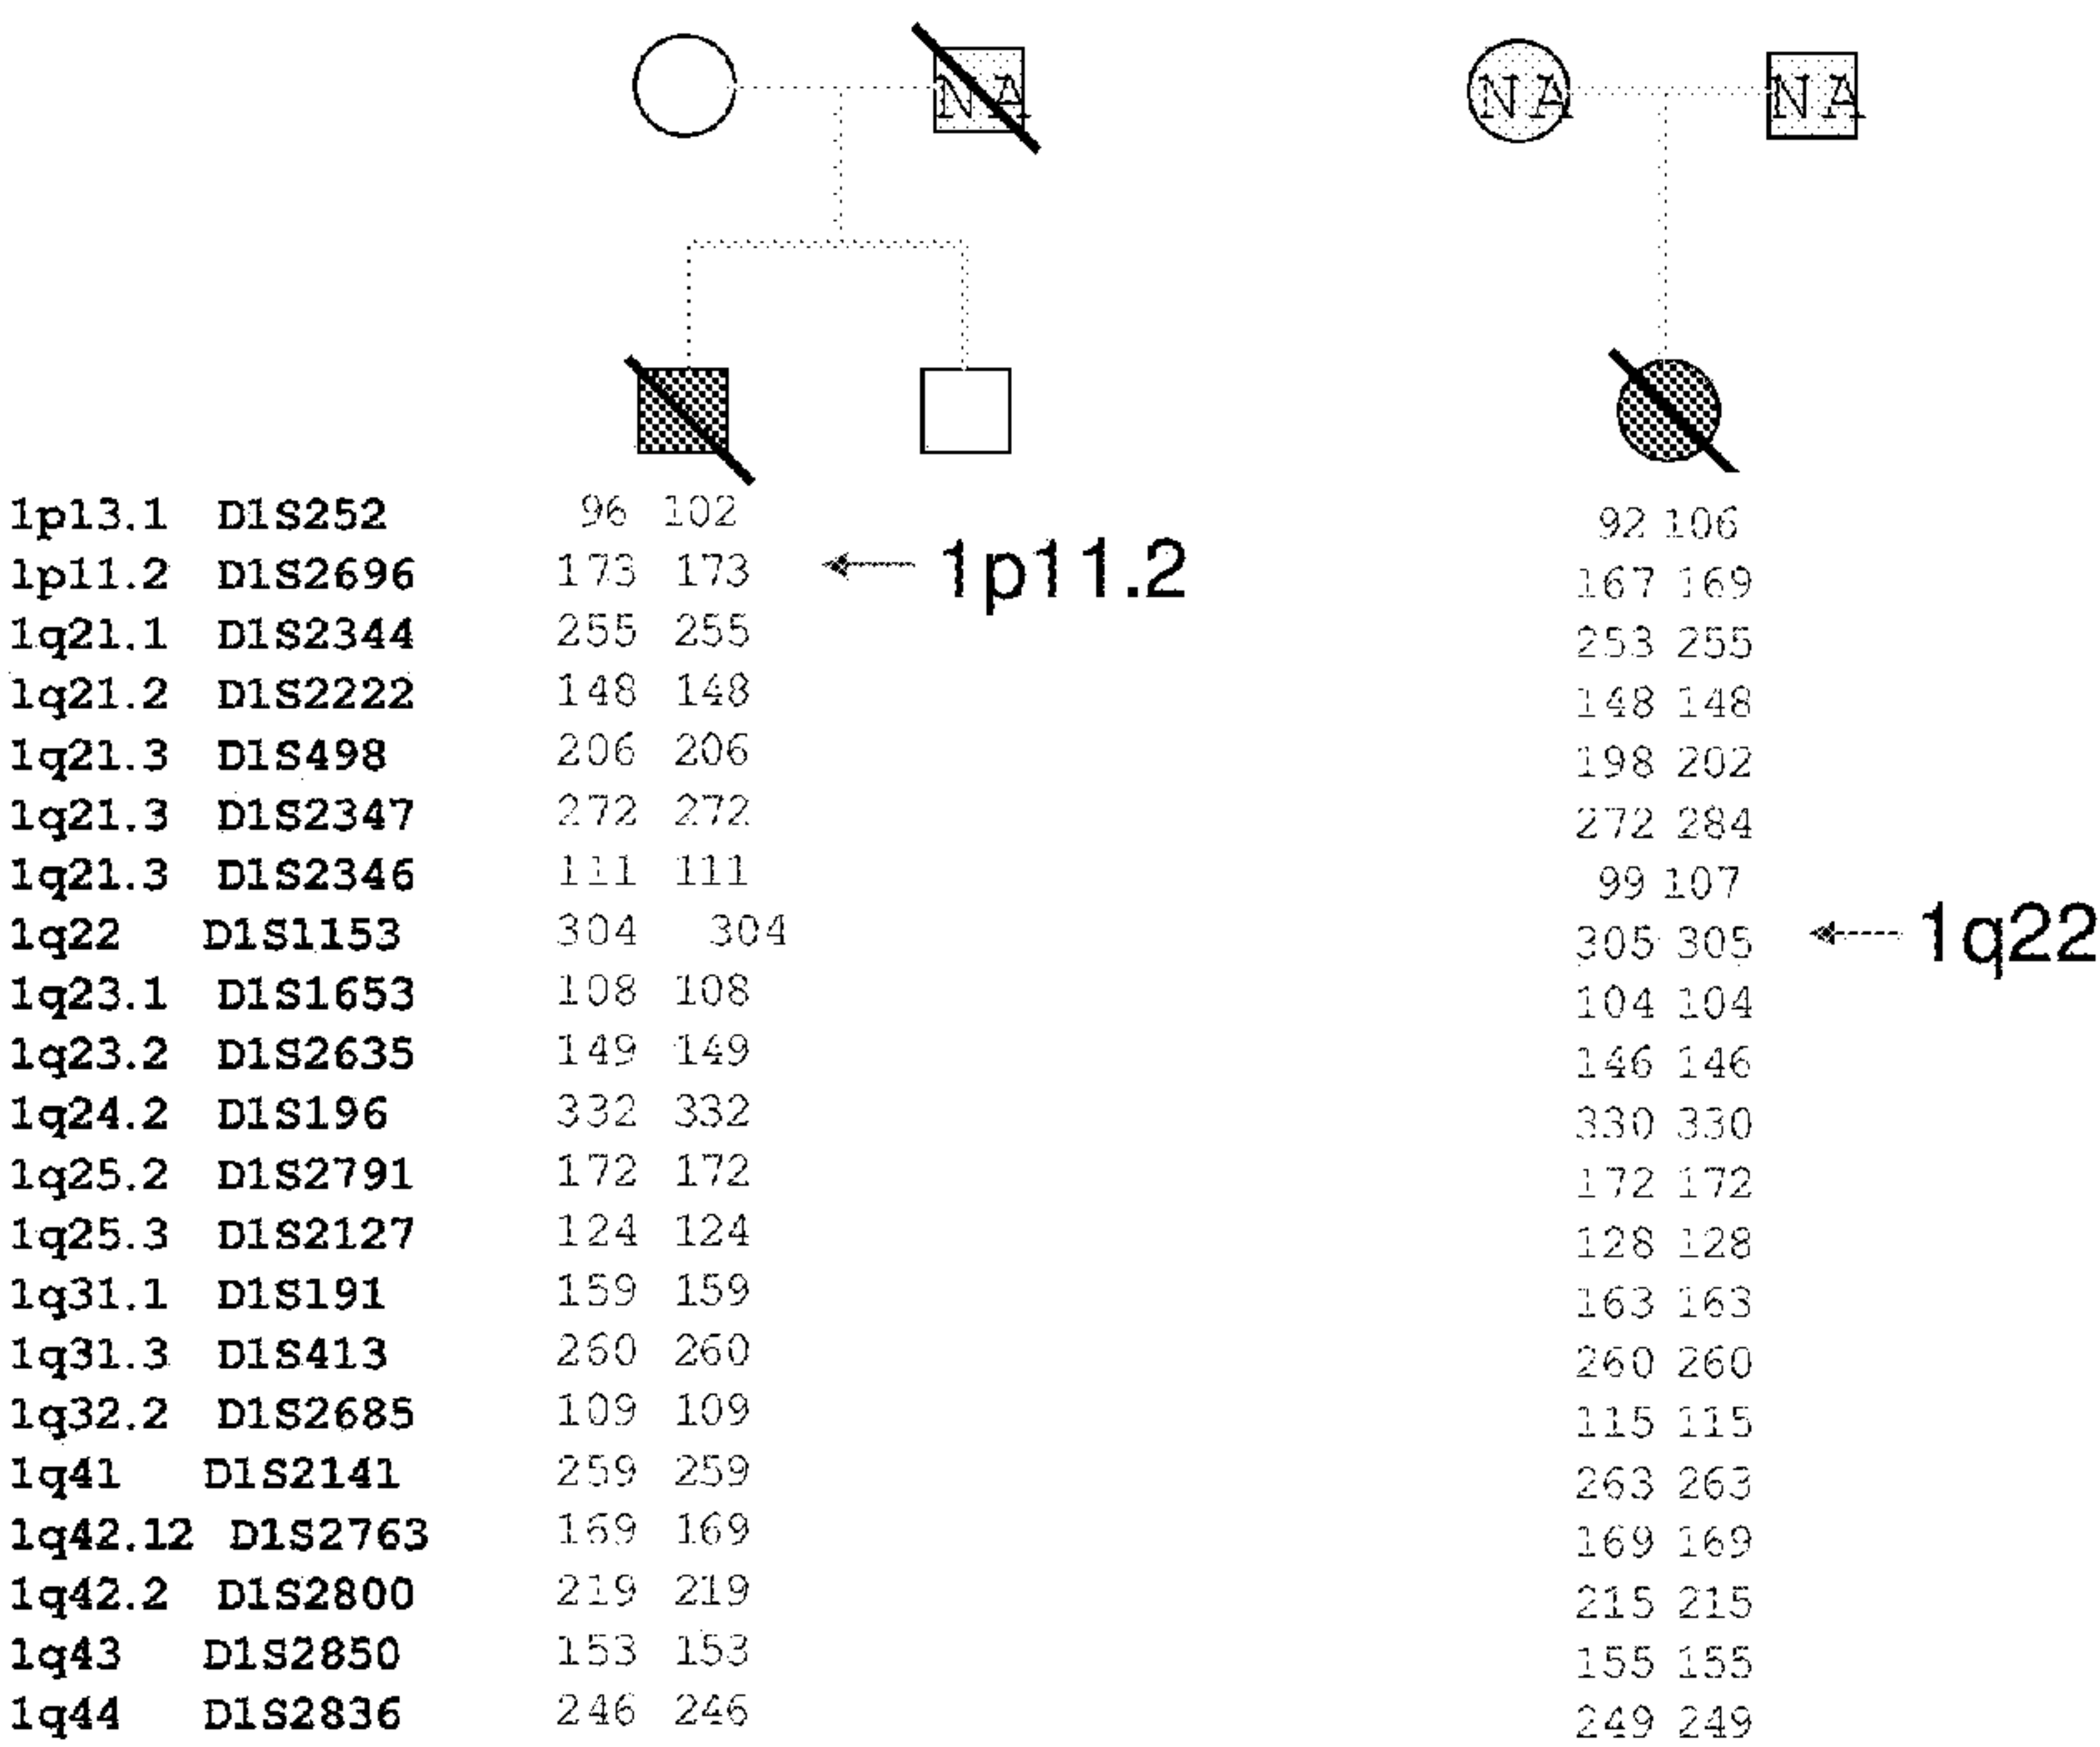 NA NA NA
1p13.1 D1S252 96 102 92 106
1p11.2 D1S2696 173 173 1p11.2 167 169
1q21.1 D1S2344 255 255 253 255
1q21.2 D1S2222 148 148 148 148
1q21.3 D1S498 206 206 198 202
1q21.3 D1S2347 272 272 272 284
1q21.3 D1S2346 111 111 99 107
1q22 D1S1153 304 304 305 305 1q22
1q23.1 D1S1653 108 108 104 104
1q23.2 D1S2635 149 149 146 146
1q24.2 D1S196 332 332 330 330
1q25.2 D1S2791 172 172 172 172
1q25.3 D1S2127 124 124 128 128
1q31.1 D1S191 159 159 163 163
1q31.3 D1S413 260 260 260 260
1q32.2 D1S2685 109 109 115 115
1q41 D1S2141 259 259 263 263
1q42.12 D1S2763 169 169 169 169
1q42.2 D1S2800 219 219 215 215
1q43 D1S2850 153 153 155 155
1q44 D1S2836 246 246 249 249